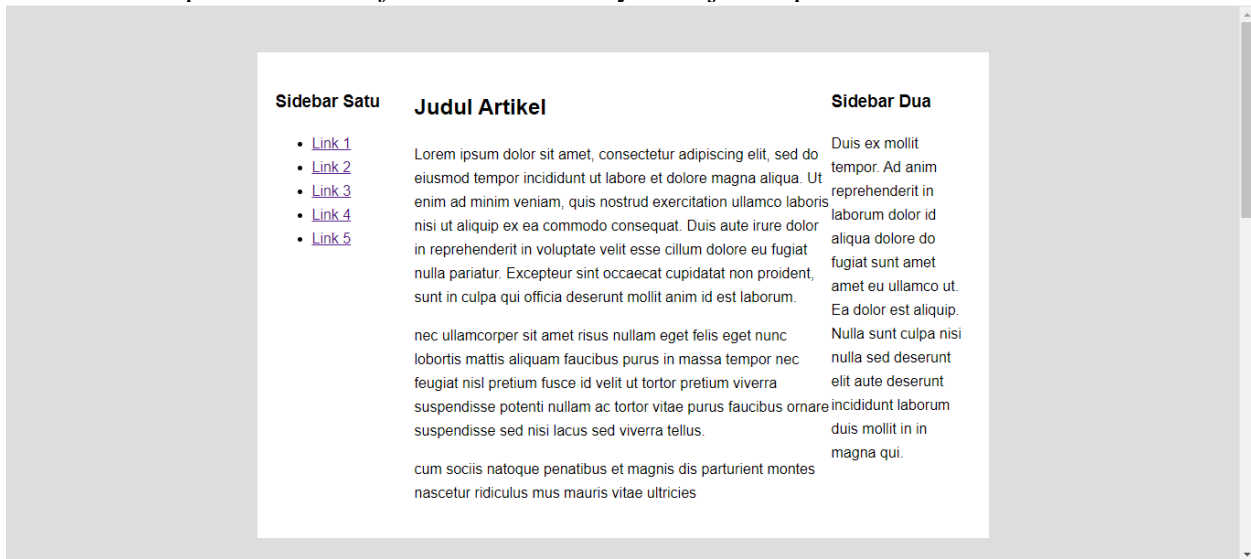 Sidebar Satu
Link 1
Link 2
Link 3
Link 4
Link 5
Judul Artikel
Lorem ipsum dolor sit amet, consectetur adipiscing elit, sed do
eiusmod tempor incididunt ut labore et dolore magna aliqua. Ut
enim ad minim veniam, quis nostrud exercitation ullamco laboris
nisi ut aliquip ex ea commodo consequat. Duis aute irure dolor
in reprehenderit in voluptate velit esse cillum dolore eu fugiat
nulla pariatur. Excepteur sint occaecat cupidatat non proident,
sunt in culpa qui officia deserunt mollit anim id est laborum.
nec ullamcorper sit amet risus nullam eget felis eget nunc
lobortis mattis aliquam faucibus purus in massa tempor nec
feugiat nisl pretium fusce id velit ut tortor pretium viverra
suspendisse potenti nullam ac tortor vitae purus faucibus ornare
suspendisse sed nisi lacus sed viverra tellus.
cum sociis natoque penatibus et magnis dis parturient montes
nascetur ridiculus mus mauris vitae ultricies
Sidebar Dua
Duis ex mollit
tempor. Ad anim
reprehenderit in
laborum dolor id
aliqua dolore do
fugiat sunt amet
amet eu ullamco ut.
Ea dolor est aliquip.
Nulla sunt culpa nisi
nulla sed deserunt
elit aute deserunt
incididunt laborum
duis mollit in in
magna qui.